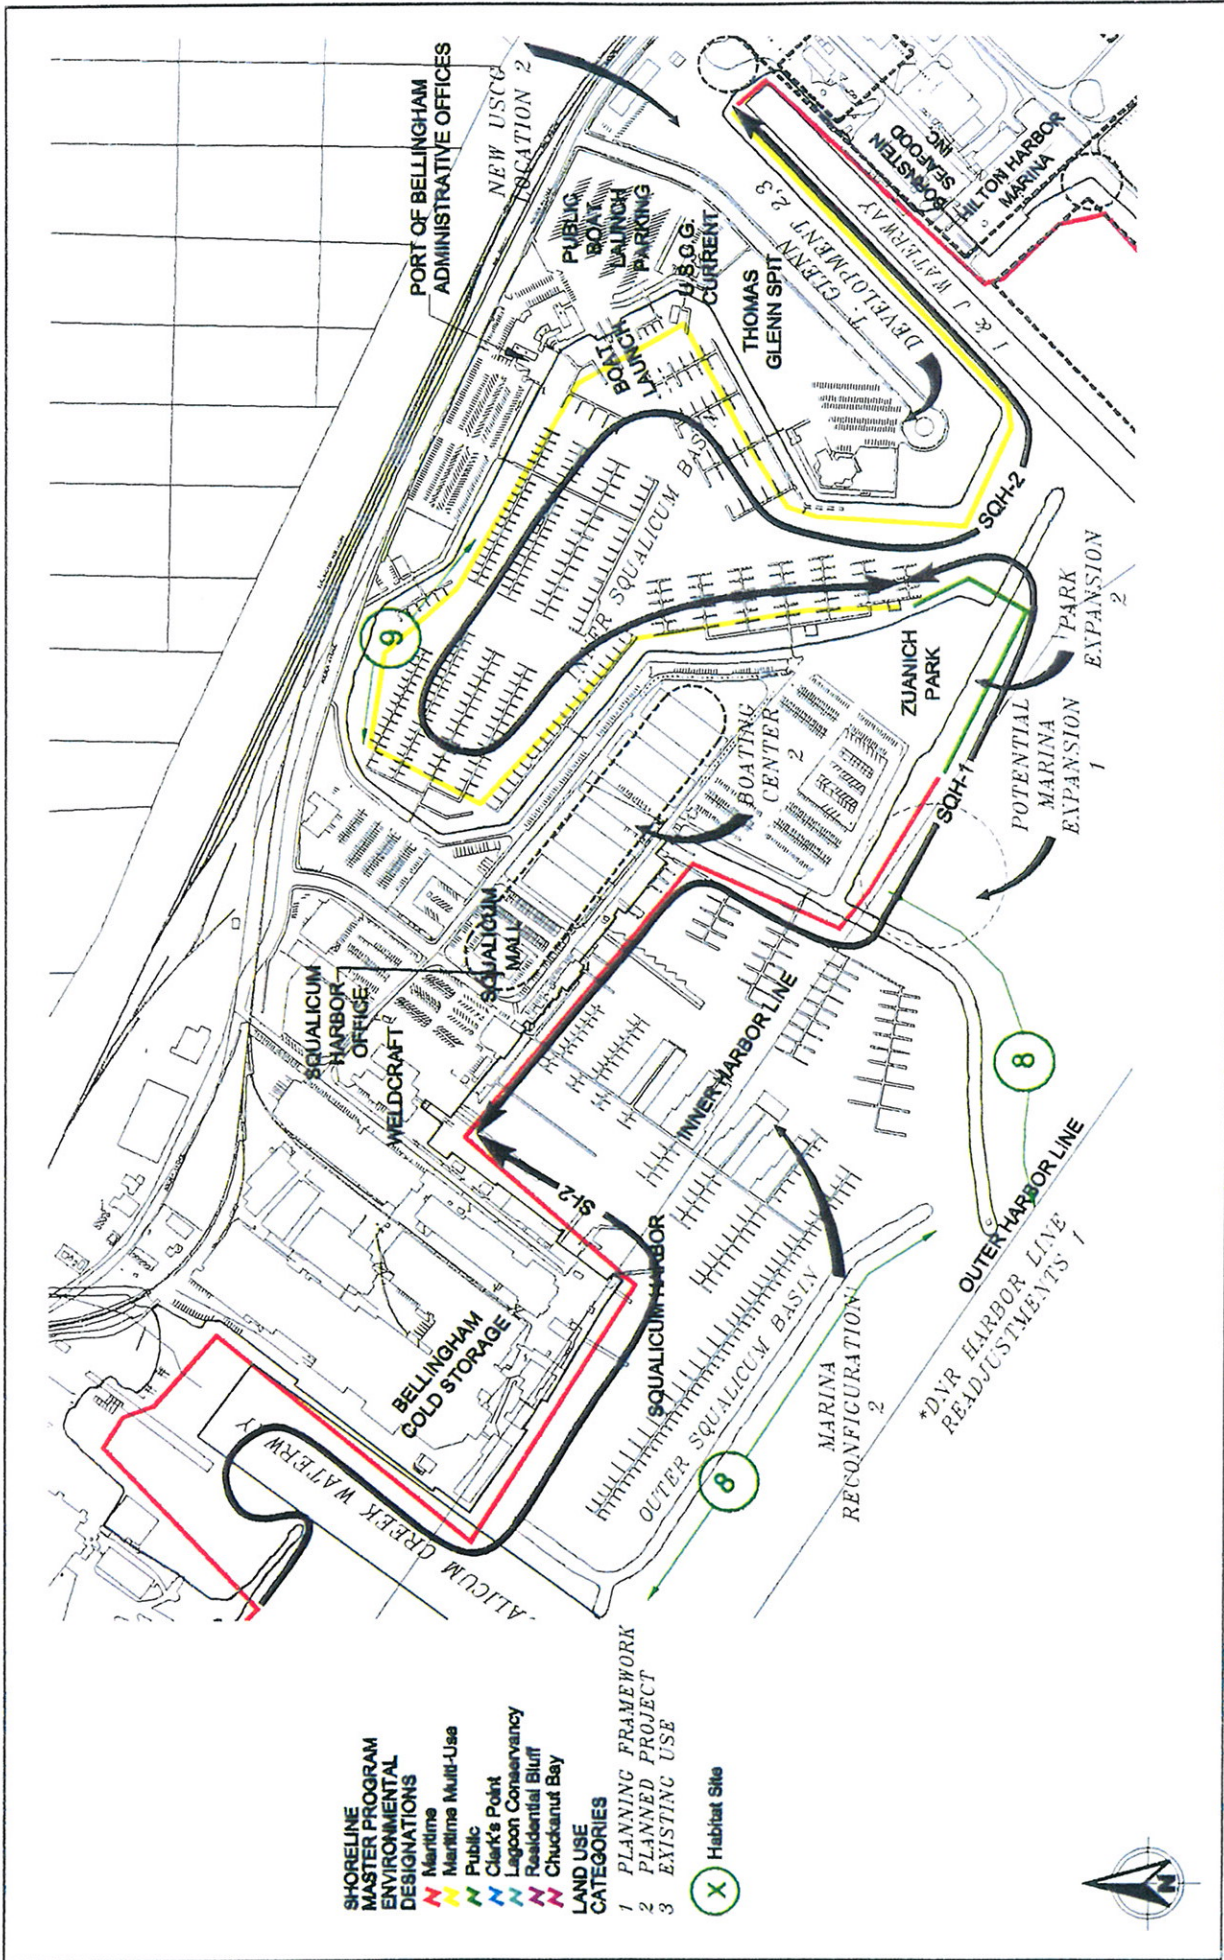 SHORELINE
MASTER PROGRAM
ENVIRONMENTAL
DESIGNATIONS
Maritime
Maritime Multi-Use
Public
Clark's Point
Lagoon Conservancy
Residential Bluff
Chuckanut Bay
LAND USE
CATEGORIES
1 PLANNING FRAMEWORK
2 PLANNED PROJECT
3 EXISTING USE
X Habitat Site
N
ALICUM CREEK WATERW Y
BELLINGHAM
COLD STORAGE
SI-2
WELDCRAFT
SQUALICUM
HARBOR
OFFICE
SQUALICUM
MALL
SQUALICUM HARBOR
OUTER SQUALICUM BASIN
8
MARINA
RECONFIGURATION
2
*DNR HARBOR LINE
READJUSTMENTS 1
OUTER HARBOR LINE
INNER HARBOR LINE
8
BOATING
CENTER
2
SQH-1
POTENTIAL
MARINA
EXPANSION
1
PARK
EXPANSION
2
ZUANICH
PARK
9
SQUALICUM BASIN
SQH-2
PORT OF BELLINGHAM
ADMINISTRATIVE OFFICES
NEW USCG
LOCATION 2
PUBLIC
BOAT
LAUNCH
PARKING
BOAT
LAUNCH
U.S.C.G.
CURRENT
THOMAS
GLENN SPIT
T. GLENN
DEVELOPMENT 2,3
I & J WATERWAY
BORNSTEIN
SEAFOOD
INC
HILTON HARBOR
MARINA